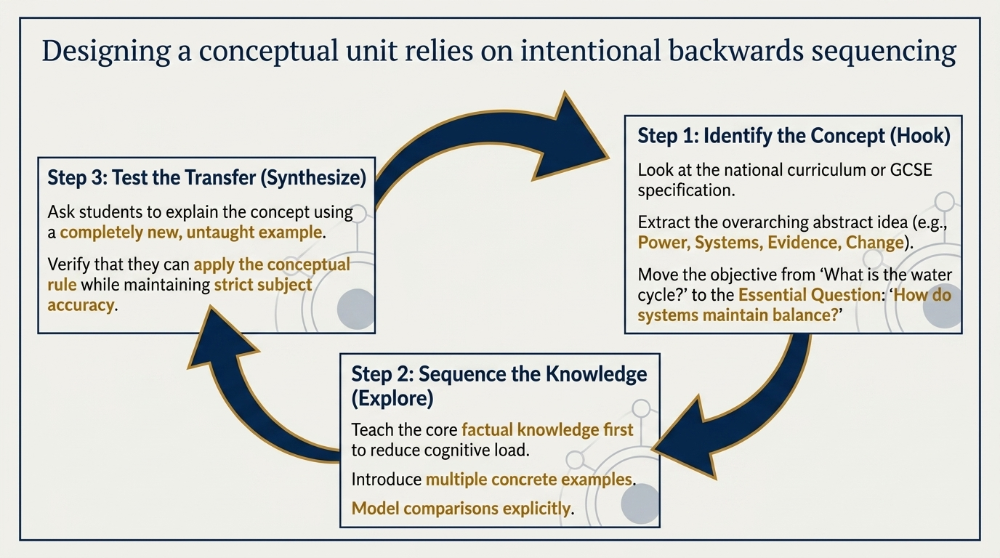 Designing a conceptual unit relies on intentional backwards sequencing
Step 1: Identify the Concept (Hook)
Look at the national curriculum or GCSE
specification.
Extract the overarching abstract idea (e.g.,
Power, Systems, Evidence, Change).
Move the objective from ‘What is the water
cycle?’ to the Essential Question: ‘How do
systems maintain balance?’
Step 2: Sequence the Knowledge
(Explore)
Teach the core factual knowledge first
to reduce cognitive load.
Introduce multiple concrete examples.
Model comparisons explicitly.
Step 3: Test the Transfer (Synthesize)
Ask students to explain the concept using
a completely new, untaught example.
Verify that they can apply the conceptual
rule while maintaining strict subject
accuracy.